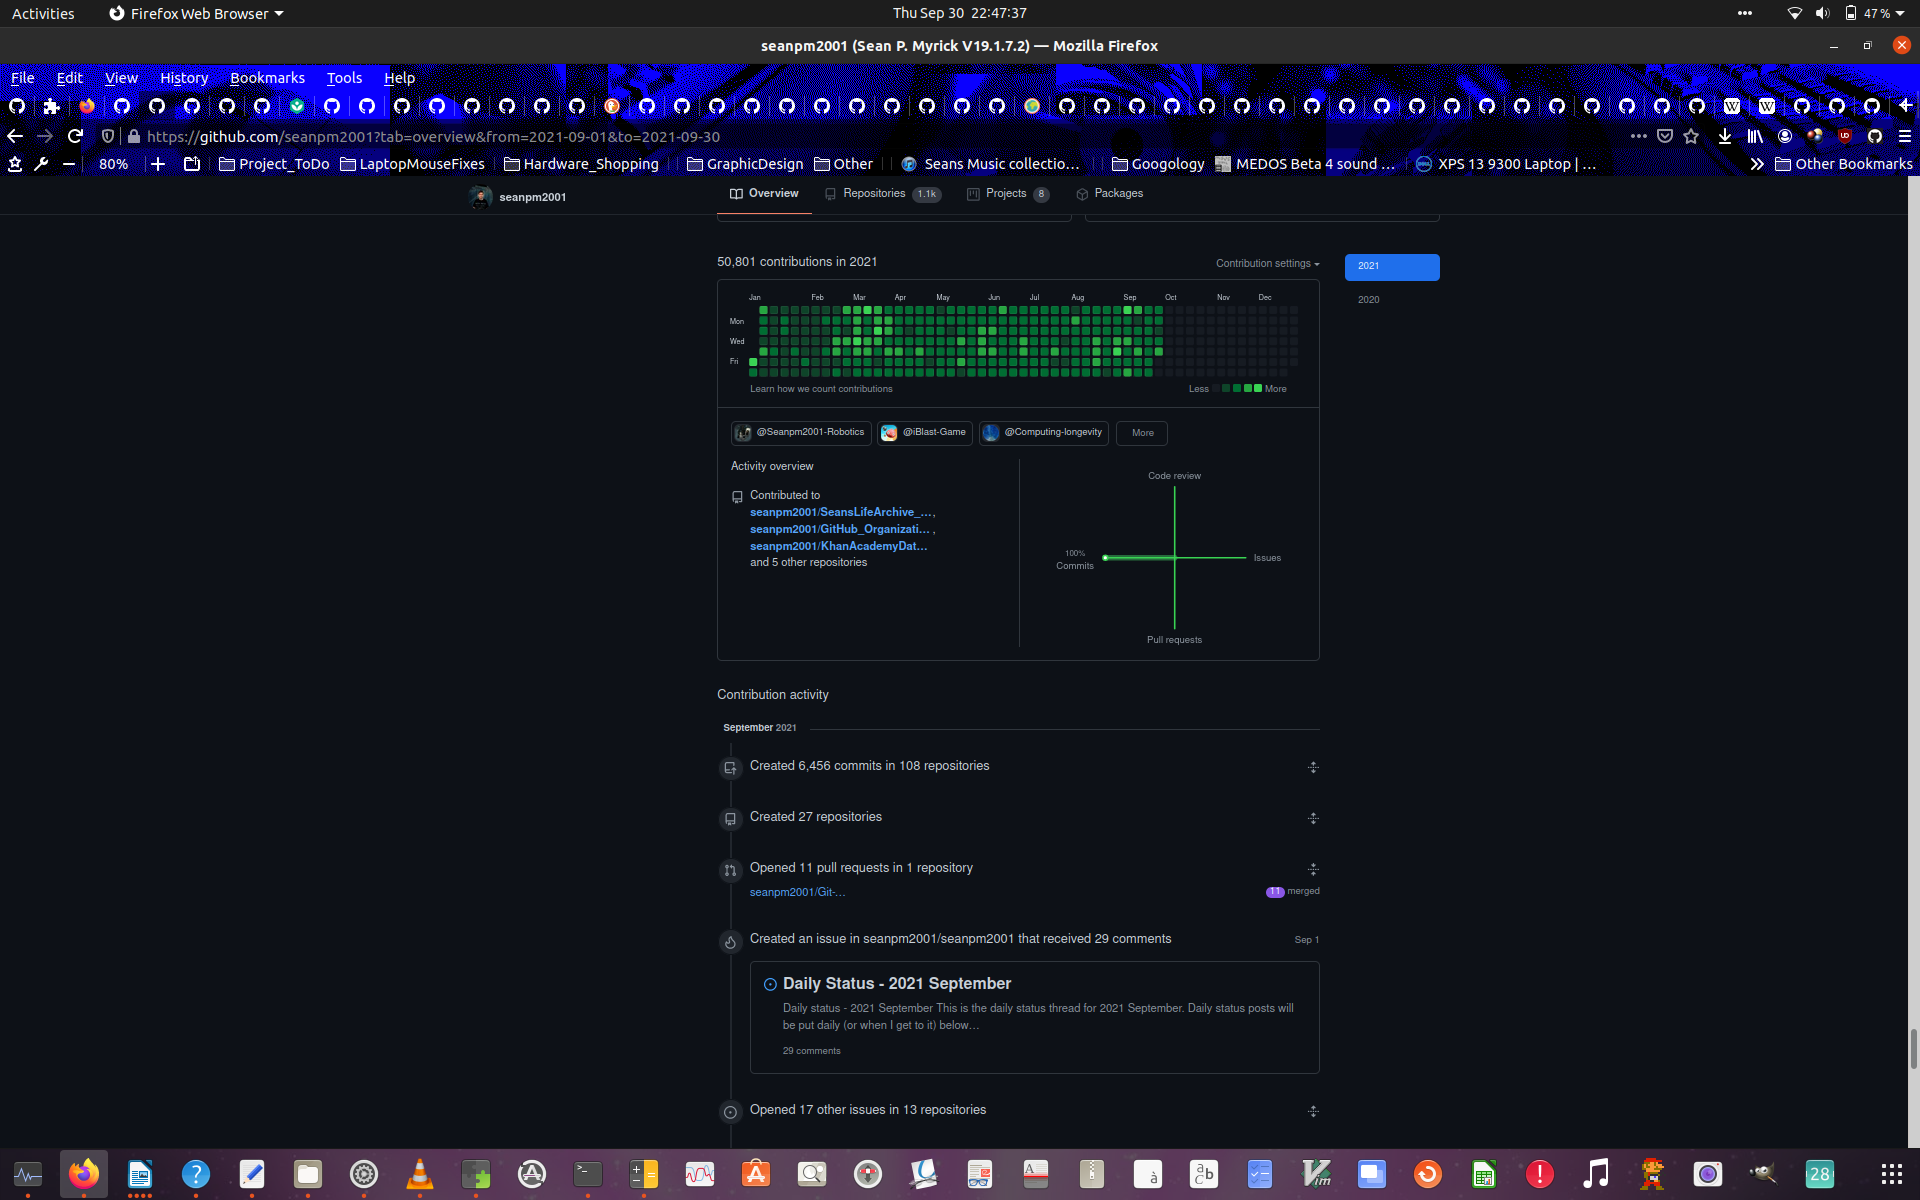 Activities
Firefox Web Browser
Thu Sep 30 22:47:37
47 %
seanpm2001 (Sean P. Myrick V19.1.7.2) — Mozilla Firefox
File Edit View History Bookmarks Tools Help
https://github.com/seanpm2001?tab=overview&from=2021-09-01&to=2021-09-30
80%
Project_ToDo
LaptopMouseFixes
Hardware_Shopping
GraphicDesign
Other
Seans Music collectio…
Googology
MEDOS Beta 4 sound …
XPS 13 9300 Laptop | …
Other Bookmarks
seanpm2001
Overview
Repositories 1.1k
Projects 8
Packages
50,801 contributions in 2021
Contribution settings
2021
2020
Jan Feb Mar Apr May Jun Jul Aug Sep Oct Nov Dec
Mon
Wed
Fri
Learn how we count contributions
Less More
@Seanpm2001-Robotics
@iBlast-Game
@Computing-longevity
More
Activity overview
Contributed to
seanpm2001/SeansLifeArchive_…,
seanpm2001/GitHub_Organizati… ,
seanpm2001/KhanAcademyDat…
and 5 other repositories
Code review
100%
Commits
Issues
Pull requests
Contribution activity
September 2021
Created 6,456 commits in 108 repositories
Created 27 repositories
Opened 11 pull requests in 1 repository
seanpm2001/Git-…
11 merged
Created an issue in seanpm2001/seanpm2001 that received 29 comments
Sep 1
Daily Status - 2021 September
Daily status - 2021 September This is the daily status thread for 2021 September. Daily status posts will
be put daily (or when I get to it) below…
29 comments
Opened 17 other issues in 13 repositories
28